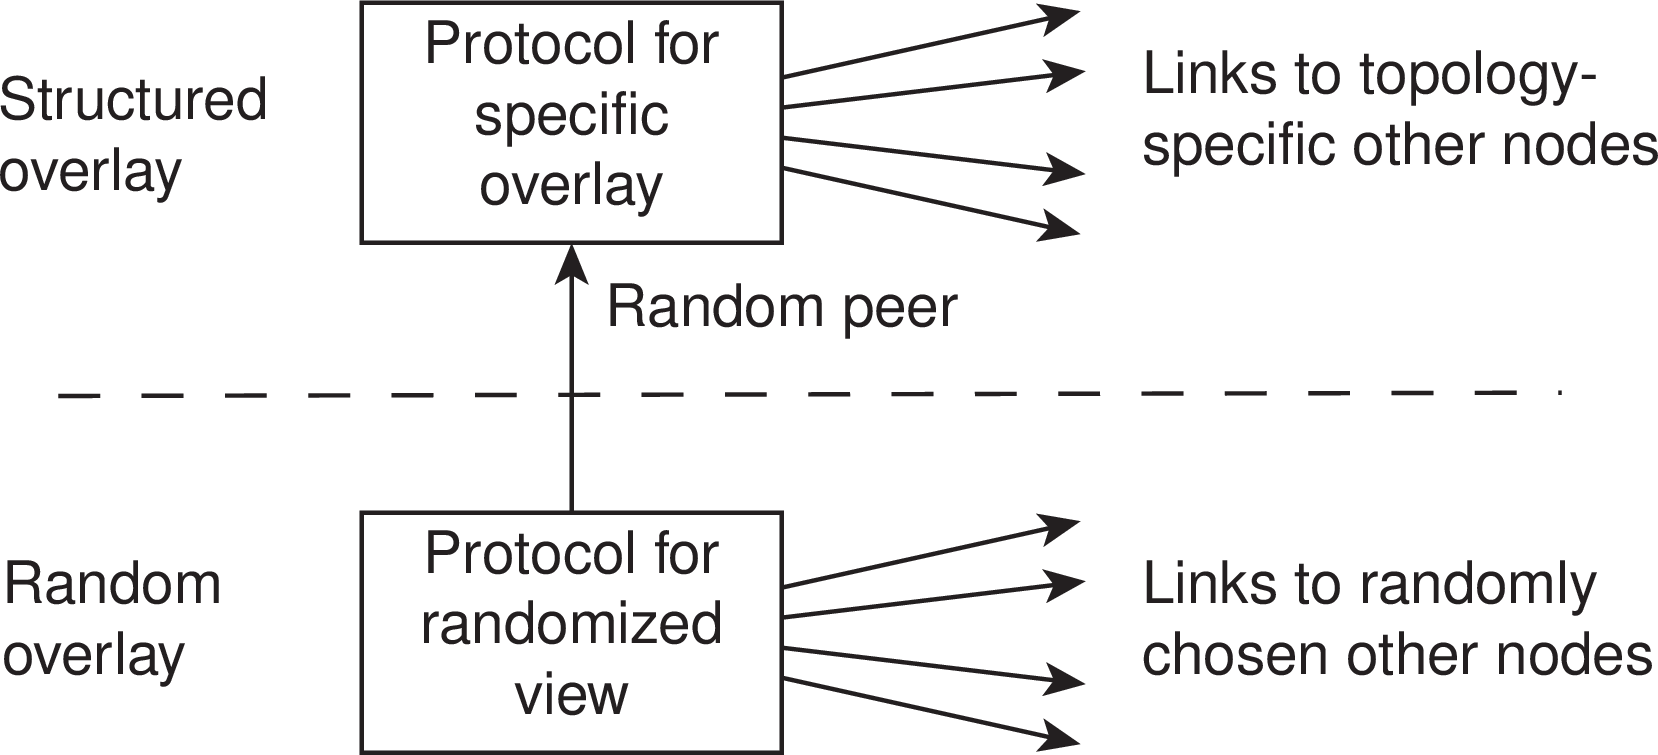 Structured
overlay
Protocol for
specific
overlay
Links to topology-
specific other nodes
Random peer
Random
overlay
Protocol for
randomized
view
Links to randomly
chosen other nodes